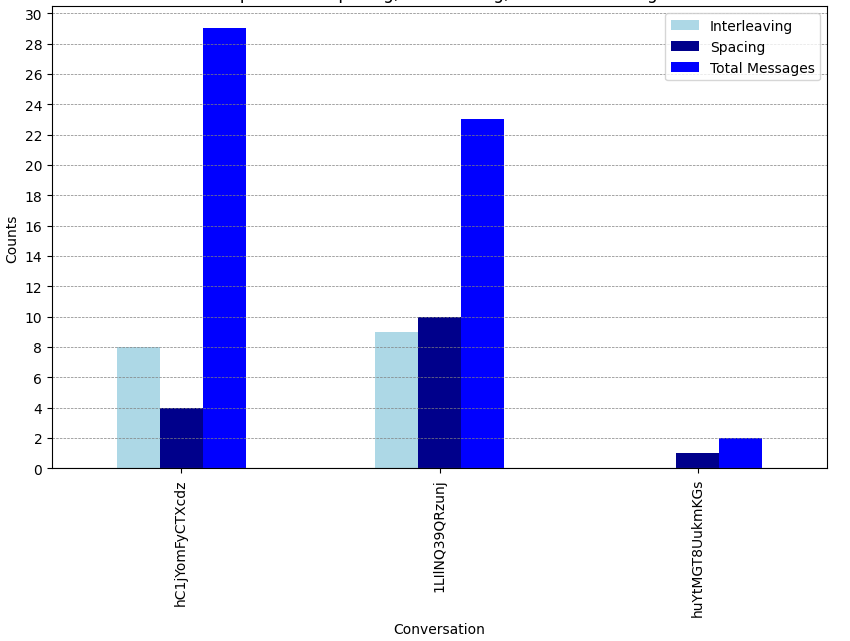 Interleaving
Spacing
Total Messages
Counts
30
28
26
24
22
20
18
16
14
12
10
8
6
4
2
0
hC1jYomFyCTXcdz
1LlINQ39QRzunj
huYtMGT8UukmKGs
Conversation